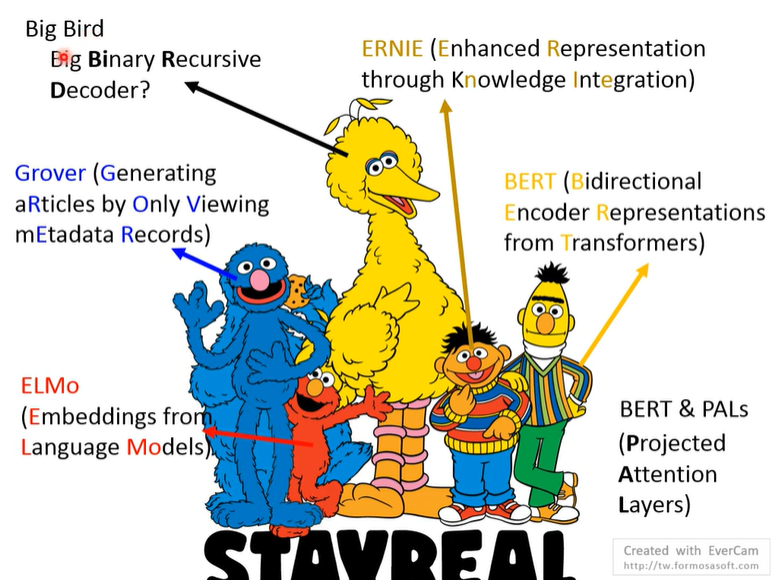 Big Bird
Big Binary Recursive
Decoder?
ERNIE (Enhanced Representation
through Knowledge Integration)
Grover (Generating
aRticles by Only Viewing
mEtadata Records)
BERT (Bidirectional
Encoder Representations
from Transformers)
ELMo
(Embeddings from
Language Models)
BERT & PALs
(Projected
Attention
Layers)
STAYREAL
Created with EverCam
http://tw.formosasoft.com